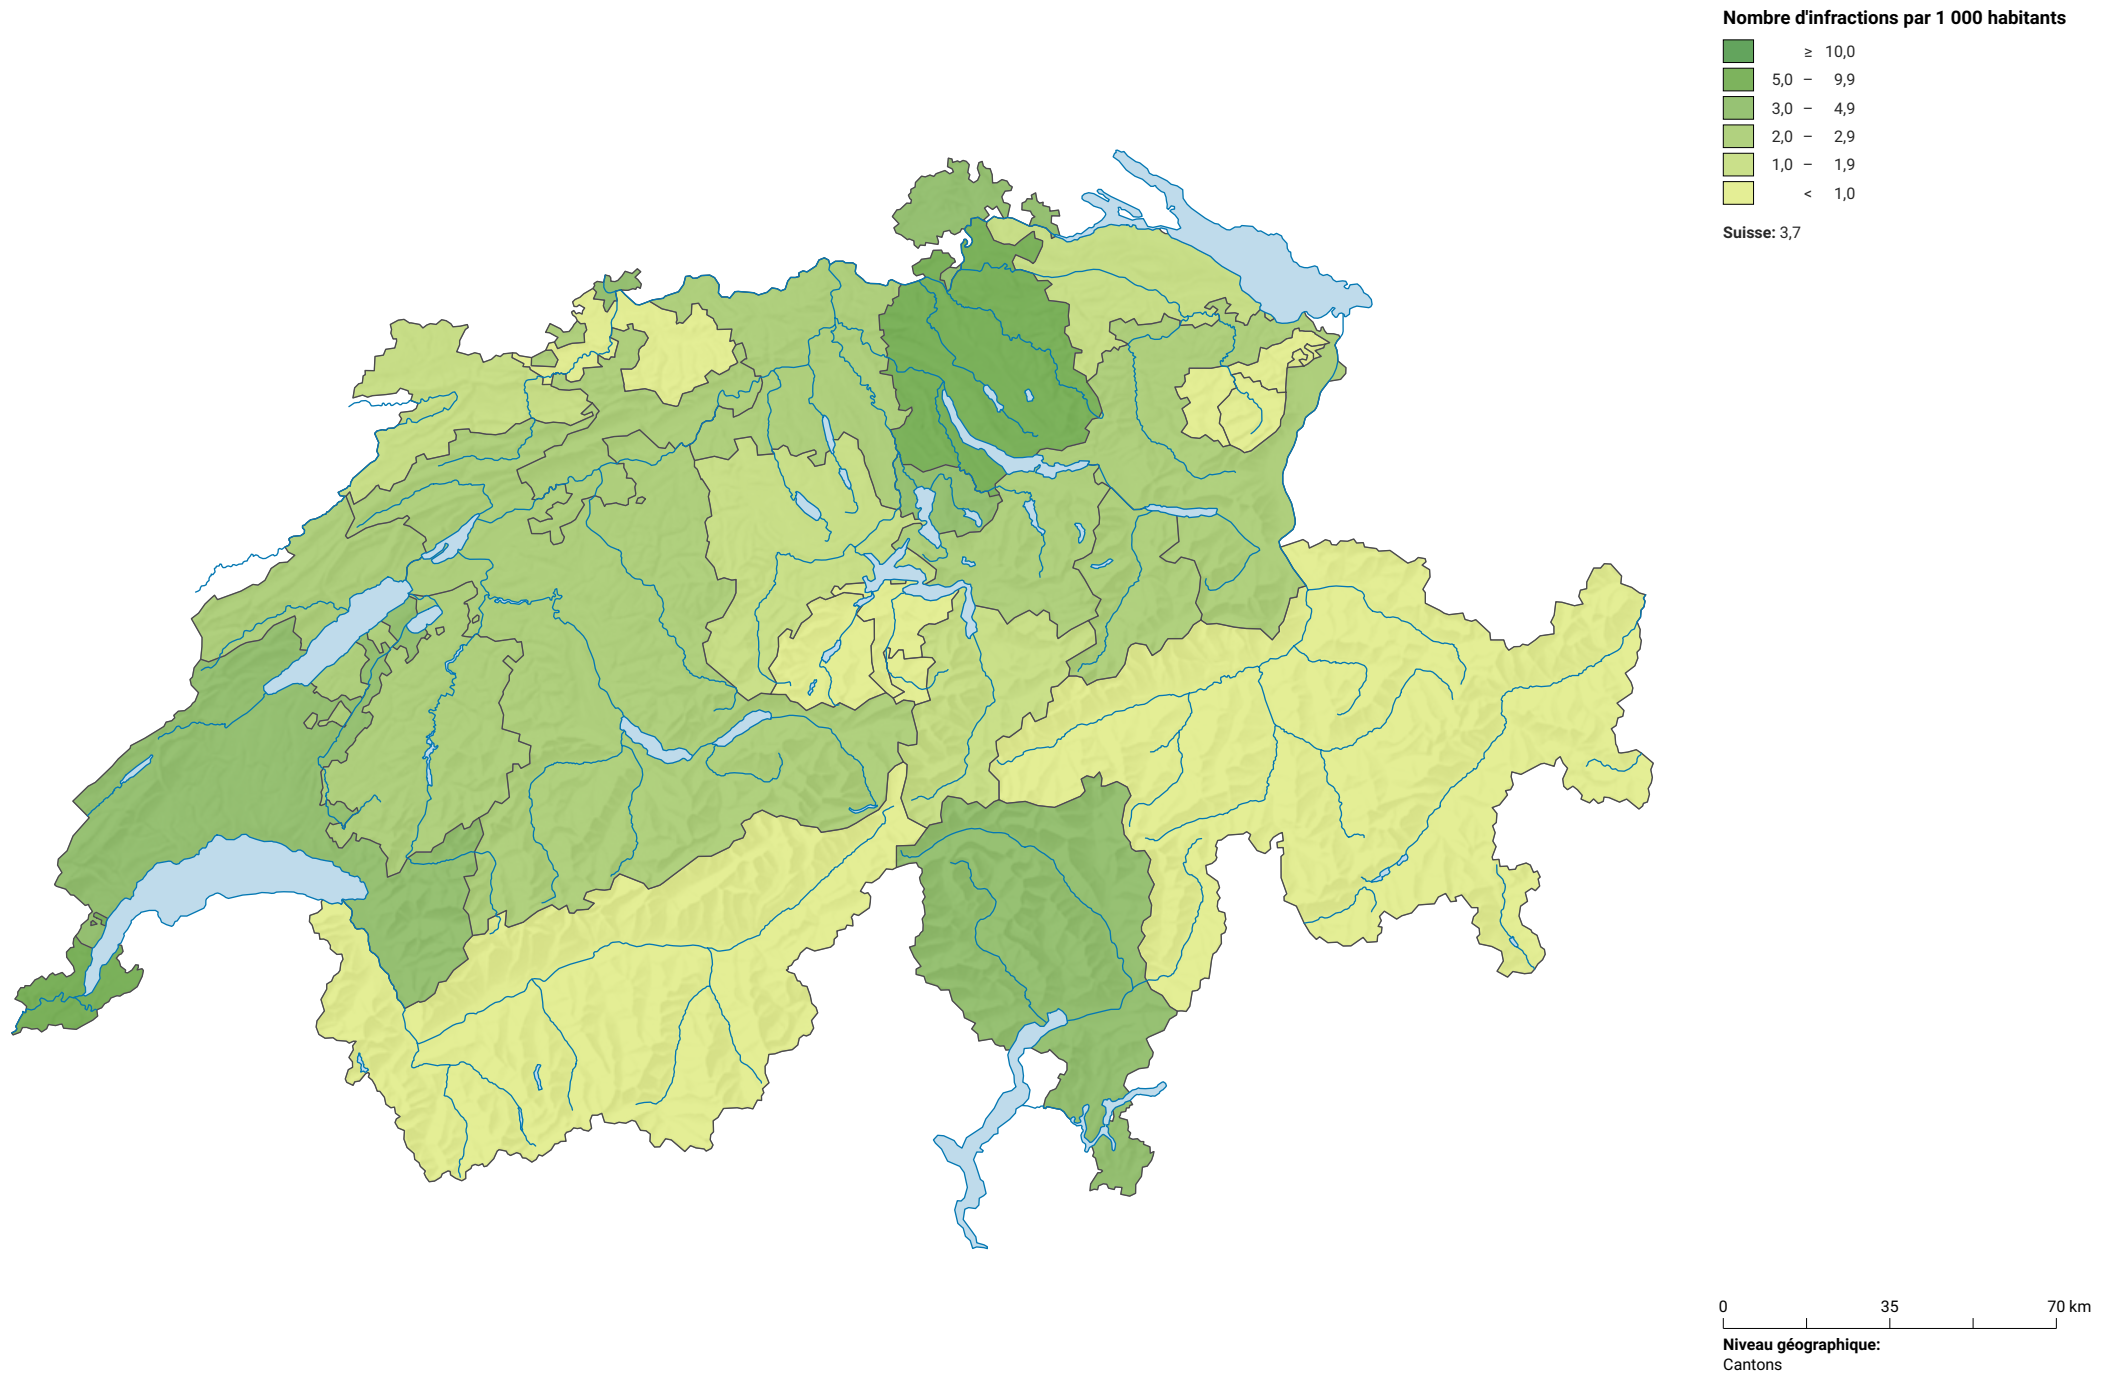 Nombre d'infractions par 1 000 habitants
≥ 10,0
5,0 – 9,9
3,0 – 4,9
2,0 – 2,9
1,0 – 1,9
< 1,0
Suisse: 3,7
0 35 70 km
Niveau géographique:
Cantons